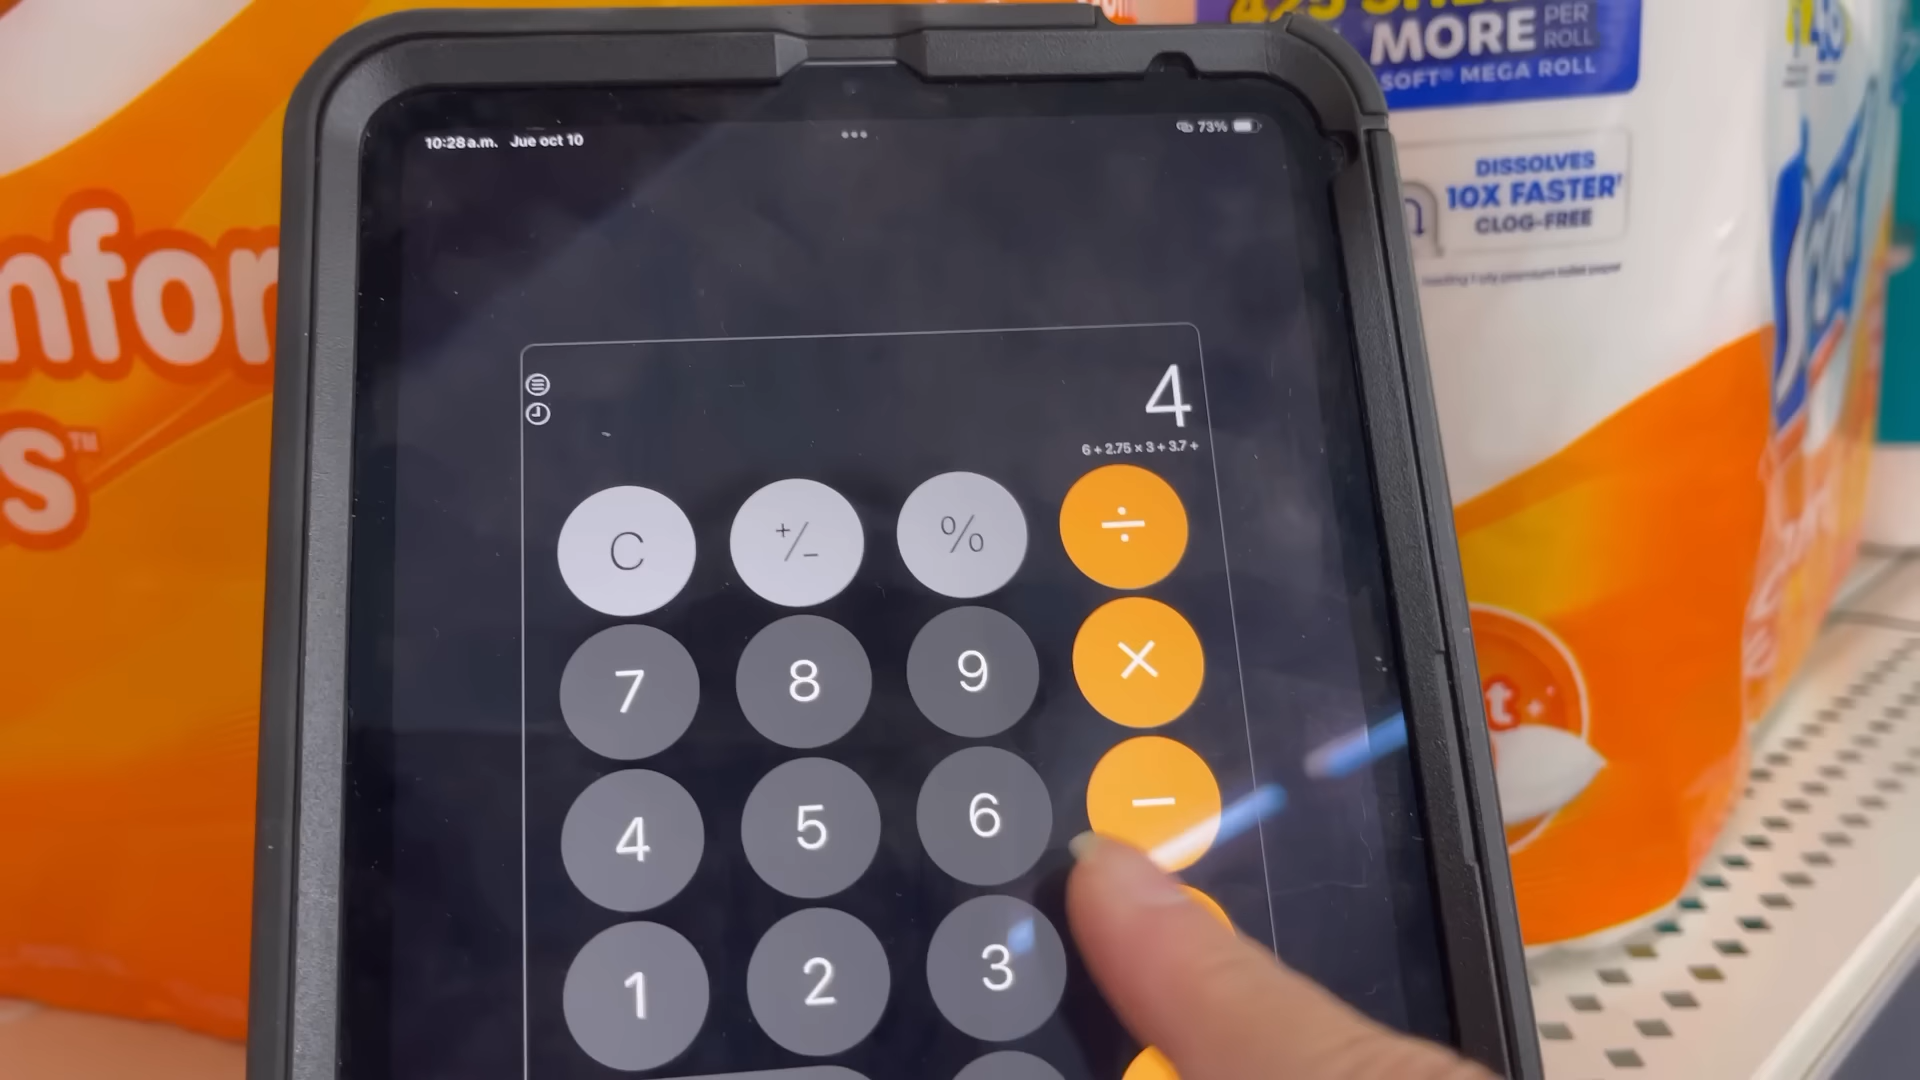 MORE PER
ROLL
SOFT® MEGA ROLL
10:28 a.m. Jue oct 10
73%
DISSOLVES
10X FASTER†
CLOG-FREE
4
6 + 2.75 × 3 + 3.7 +
C +/− % ÷
7 8 9 ×
4 5 6 −
1 2 3